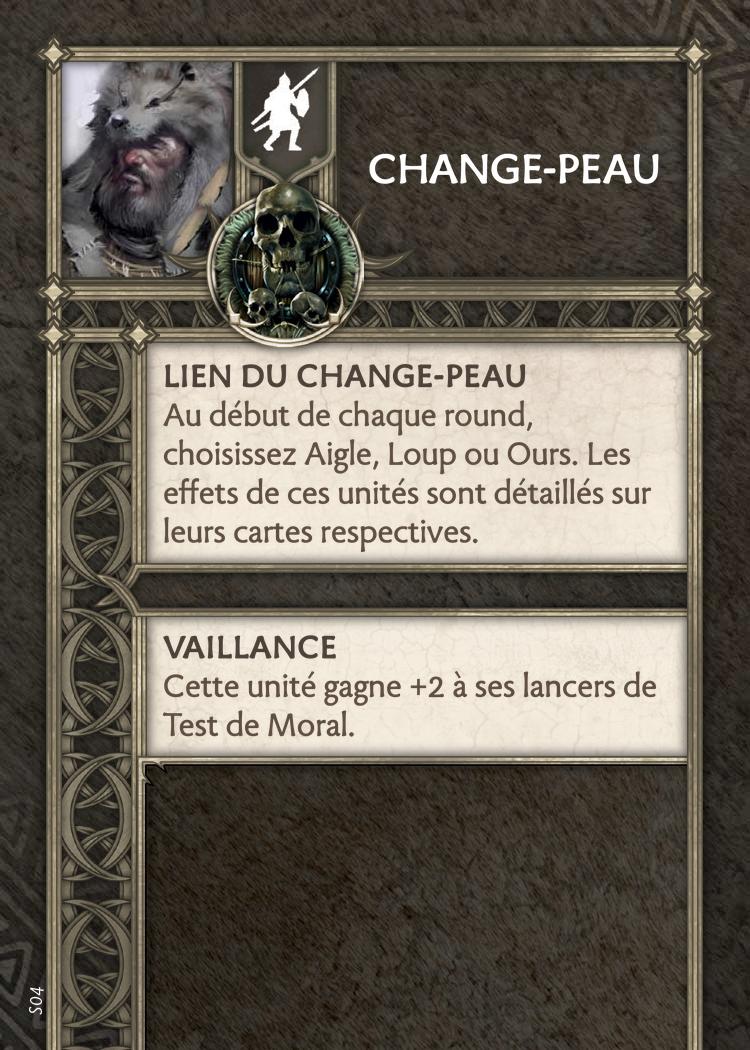 CHANGE-PEAU
LIEN DU CHANGE-PEAU
Au début de chaque round,
choisissez Aigle, Loup ou Ours. Les
effets de ces unités sont détaillés sur
leurs cartes respectives.
VAILLANCE
Cette unité gagne +2 à ses lancers de
Test de Moral.
S04